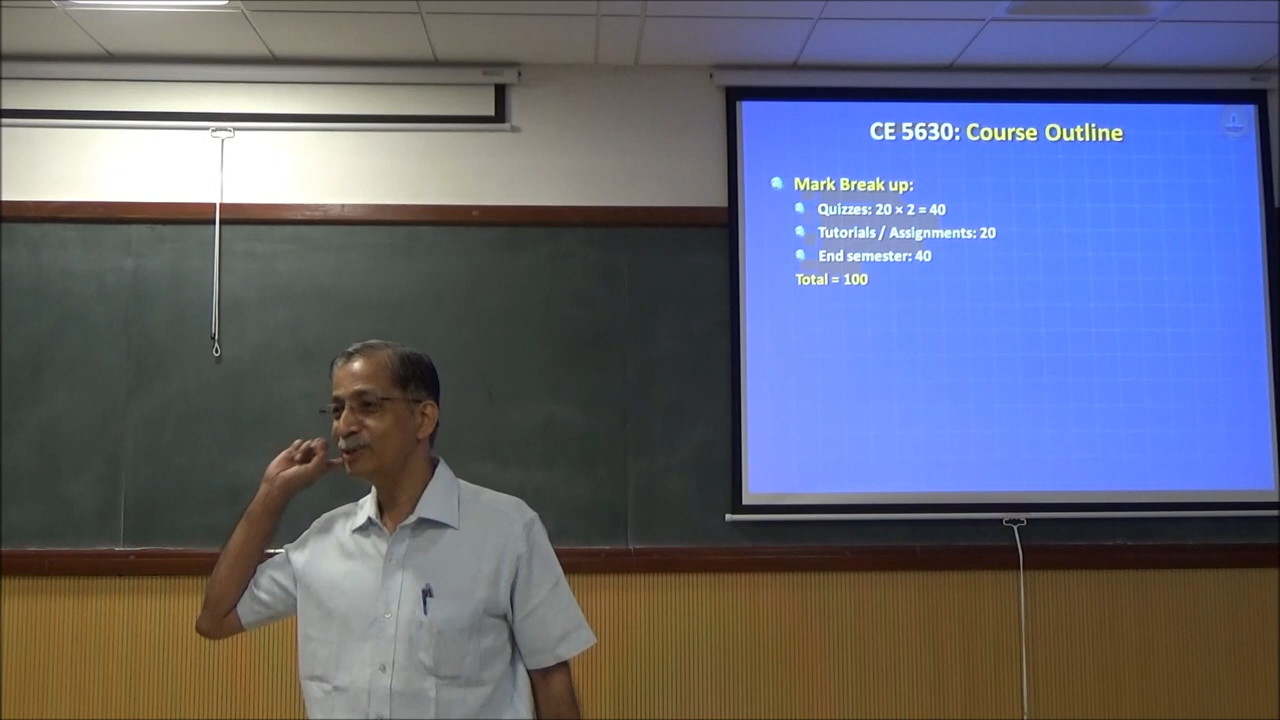 CE 5630: Course Outline
Mark Break up:
Quizzes: 20 × 2 = 40
Tutorials / Assignments: 20
End semester: 40
Total = 100